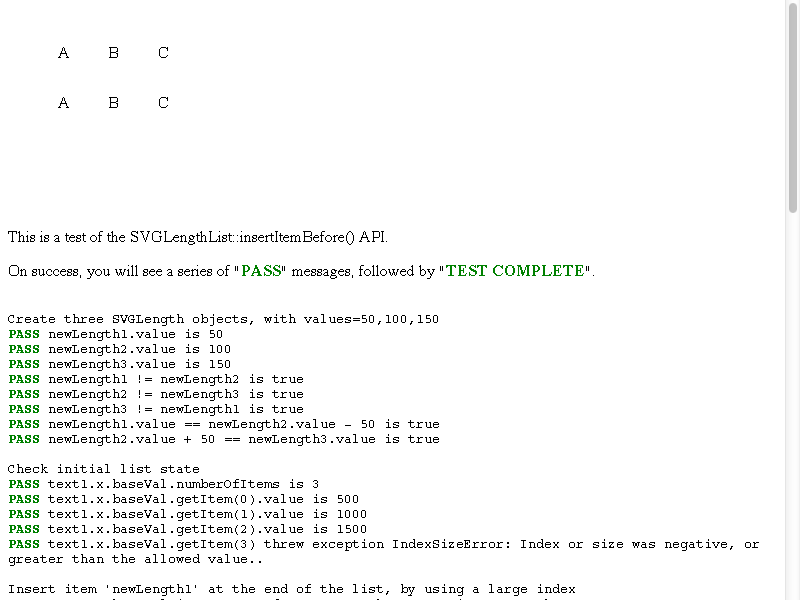 A B C
A B C
This is a test of the SVGLengthList::insertItemBefore() API.
On success, you will see a series of "PASS" messages, followed by "TEST COMPLETE".
Create three SVGLength objects, with values=50,100,150
PASS newLength1.value is 50
PASS newLength2.value is 100
PASS newLength3.value is 150
PASS newLength1 != newLength2 is true
PASS newLength2 != newLength3 is true
PASS newLength3 != newLength1 is true
PASS newLength1.value == newLength2.value - 50 is true
PASS newLength2.value + 50 == newLength3.value is true
Check initial list state
PASS text1.x.baseVal.numberOfItems is 3
PASS text1.x.baseVal.getItem(0).value is 500
PASS text1.x.baseVal.getItem(1).value is 1000
PASS text1.x.baseVal.getItem(2).value is 1500
PASS text1.x.baseVal.getItem(3) threw exception IndexSizeError: Index or size was negative, or
greater than the allowed value..
Insert item 'newLength1' at the end of the list, by using a large index